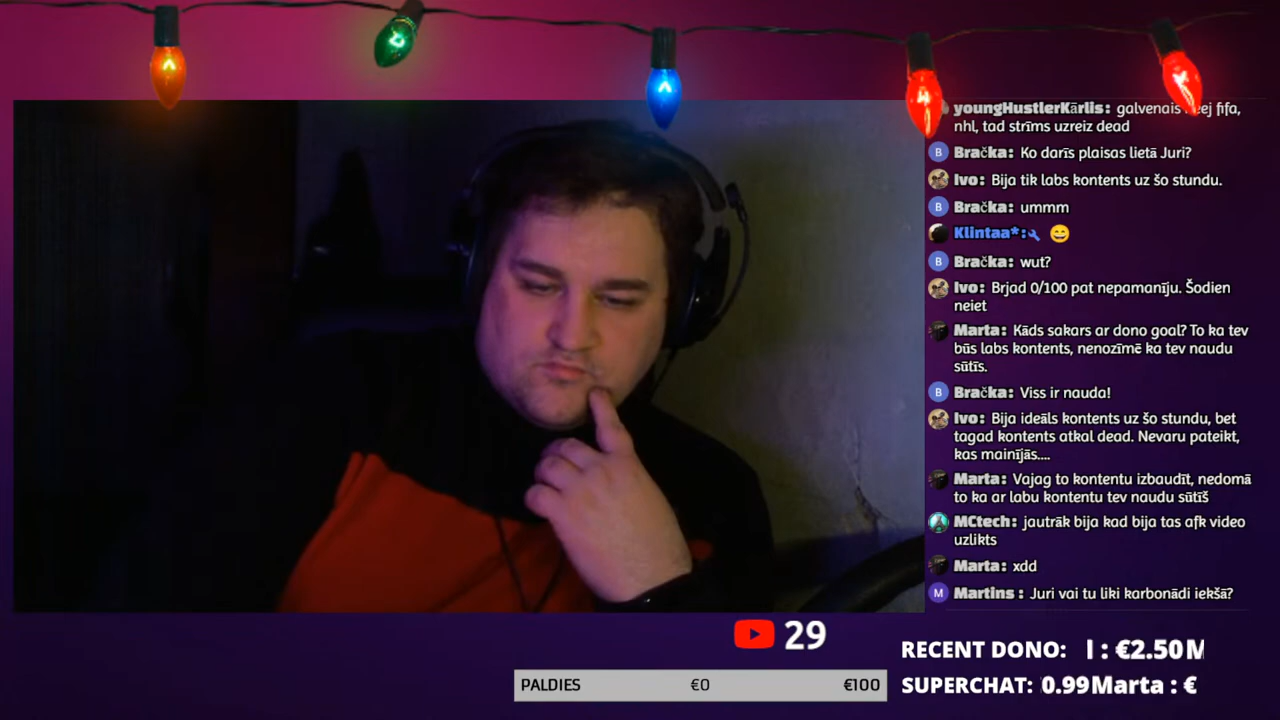 youngHustlerKārlis: galvenais ej fifa,
nhl, tad strīms uzreiz dead
B Bračka: Ko darīs plaisas lietā Juri?
Ivo: Bija tik labs kontents uz šo stundu.
B Bračka: ummm
Klintaa*: 😄
B Bračka: wut?
Ivo: Brjad 0/100 pat nepamanīju. Šodien
neiet
Marta: Kāds sakars ar dono goal? To ka tev
būs labs kontents, nenozīmē ka tev naudu
sūtīs.
B Bračka: Viss ir nauda!
Ivo: Bija ideāls kontents uz šo stundu, bet
tagad kontents atkal dead. Nevaru pateikt,
kas mainījās....
Marta: Vajag to kontentu izbaudīt, nedomā
to ka ar labu kontentu tev naudu sūtīš
MCtech: jautrāk bija kad bija tas afk video
uzlikts
Marta: xdd
M Martins : Juri vai tu liki karbonādi iekšā?
29
PALDIES €0 €100
RECENT DONO: l : €2.50M
SUPERCHAT: 0.99Marta : €